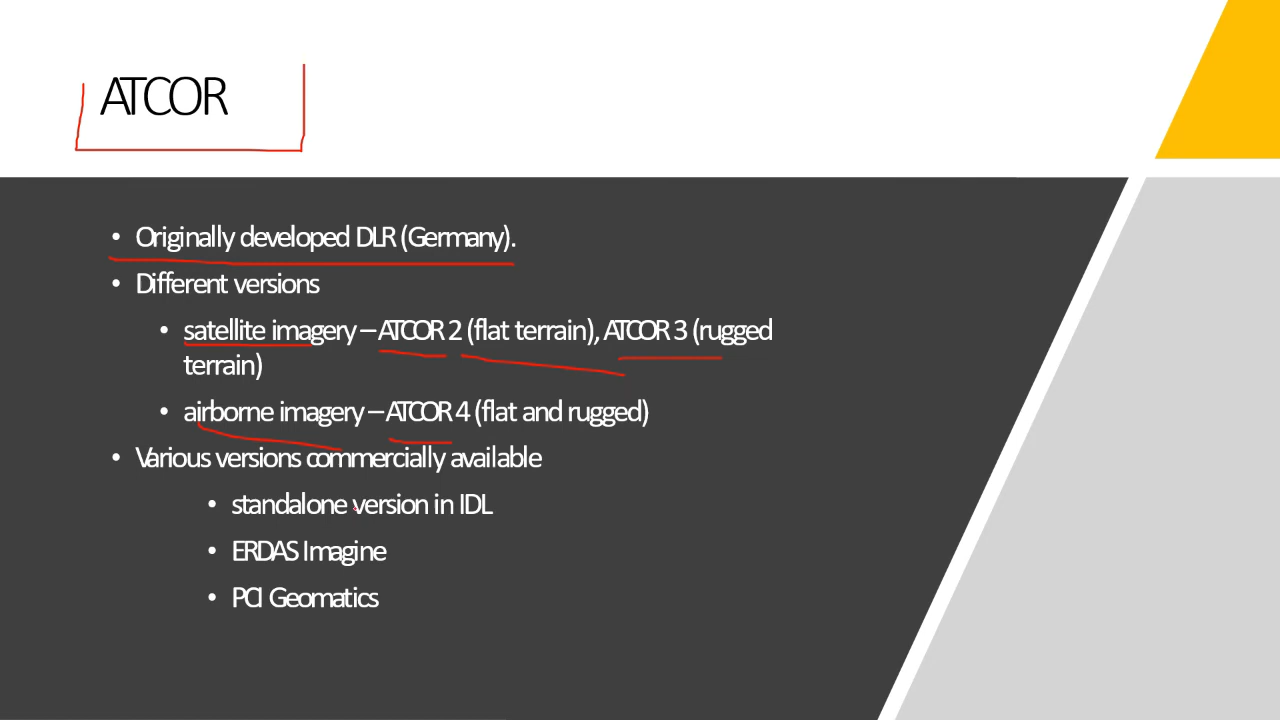 ATCOR
• Originally developed DLR (Germany).
• Different versions
• satellite imagery – ATCOR 2 (flat terrain), ATCOR 3 (rugged
terrain)
• airborne imagery – ATCOR 4 (flat and rugged)
• Various versions commercially available
• standalone version in IDL
• ERDAS Imagine
• PCI Geomatics